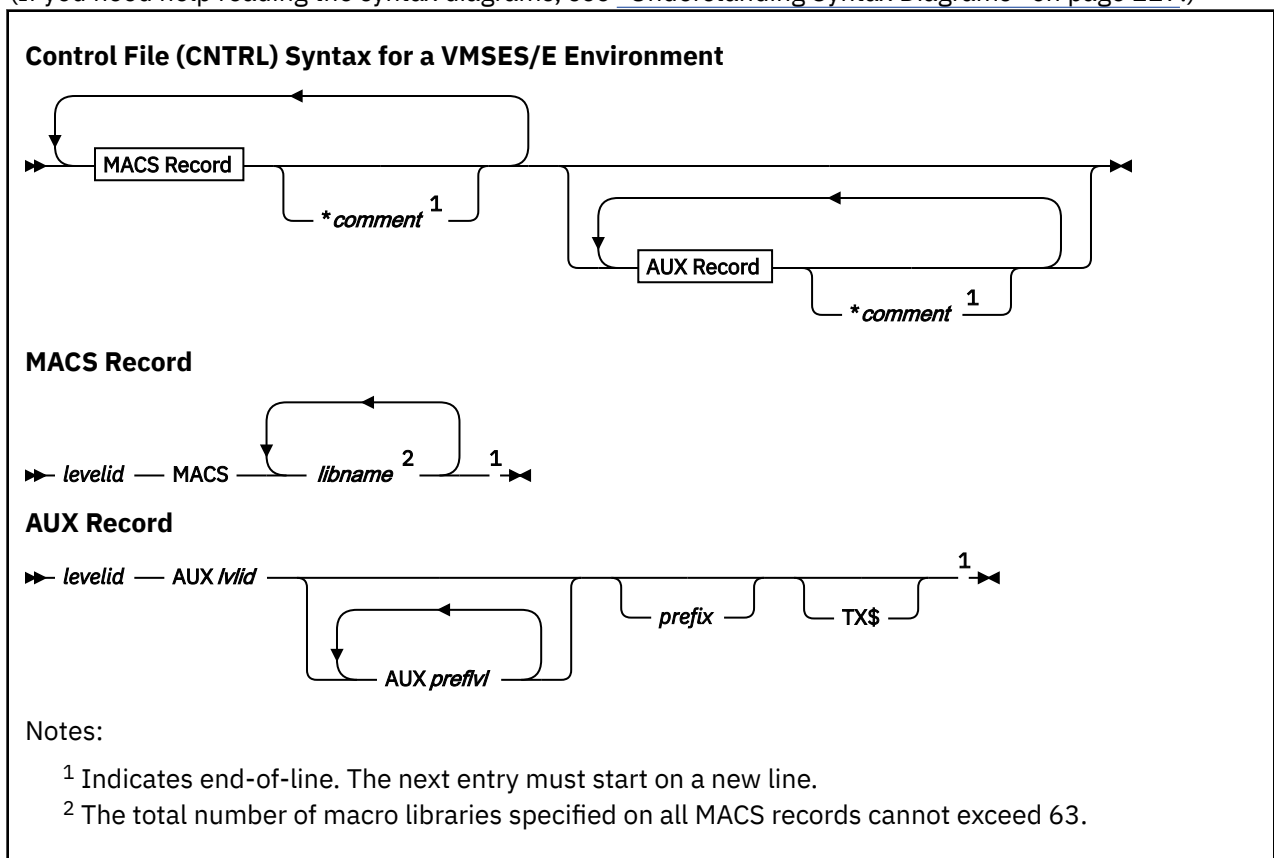 (If you need help reading the syntax diagrams, see "Understanding Syntax Diagrams" on page 227.)
Control File (CNTRL) Syntax for a VMSES/E Environment
MACS Record
* comment 1
AUX Record
* comment 1
MACS Record
levelid MACS libname 2 1
AUX Record
levelid AUX lvlid 1
prefix TX$
AUX preflvl
Notes:
1 Indicates end-of-line. The next entry must start on a new line.
2 The total number of macro libraries specified on all MACS records cannot exceed 63.